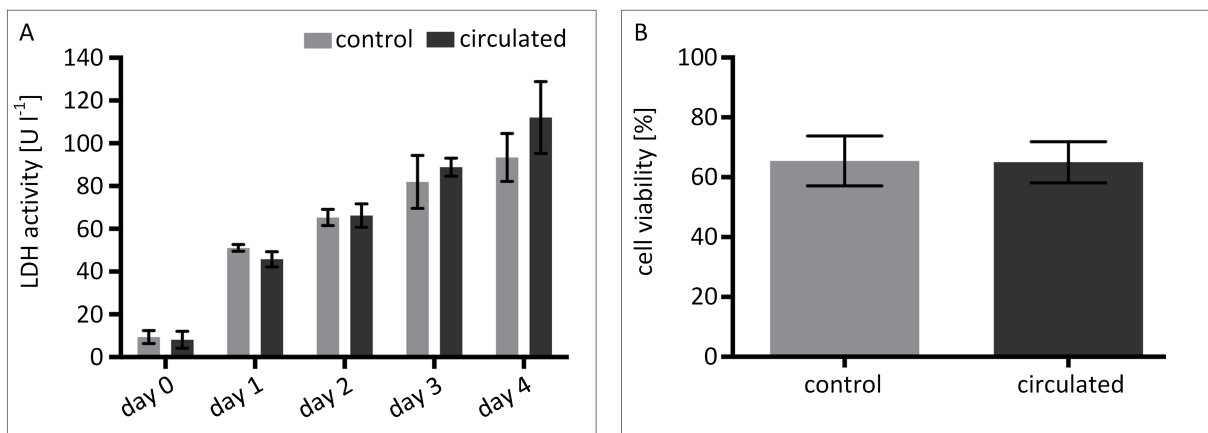 A
control circulated
LDH activity [U l⁻¹]
140
120
100
80
60
40
20
0
day 0 day 1 day 2 day 3 day 4
B
cell viability [%]
100
80
60
40
20
0
control circulated